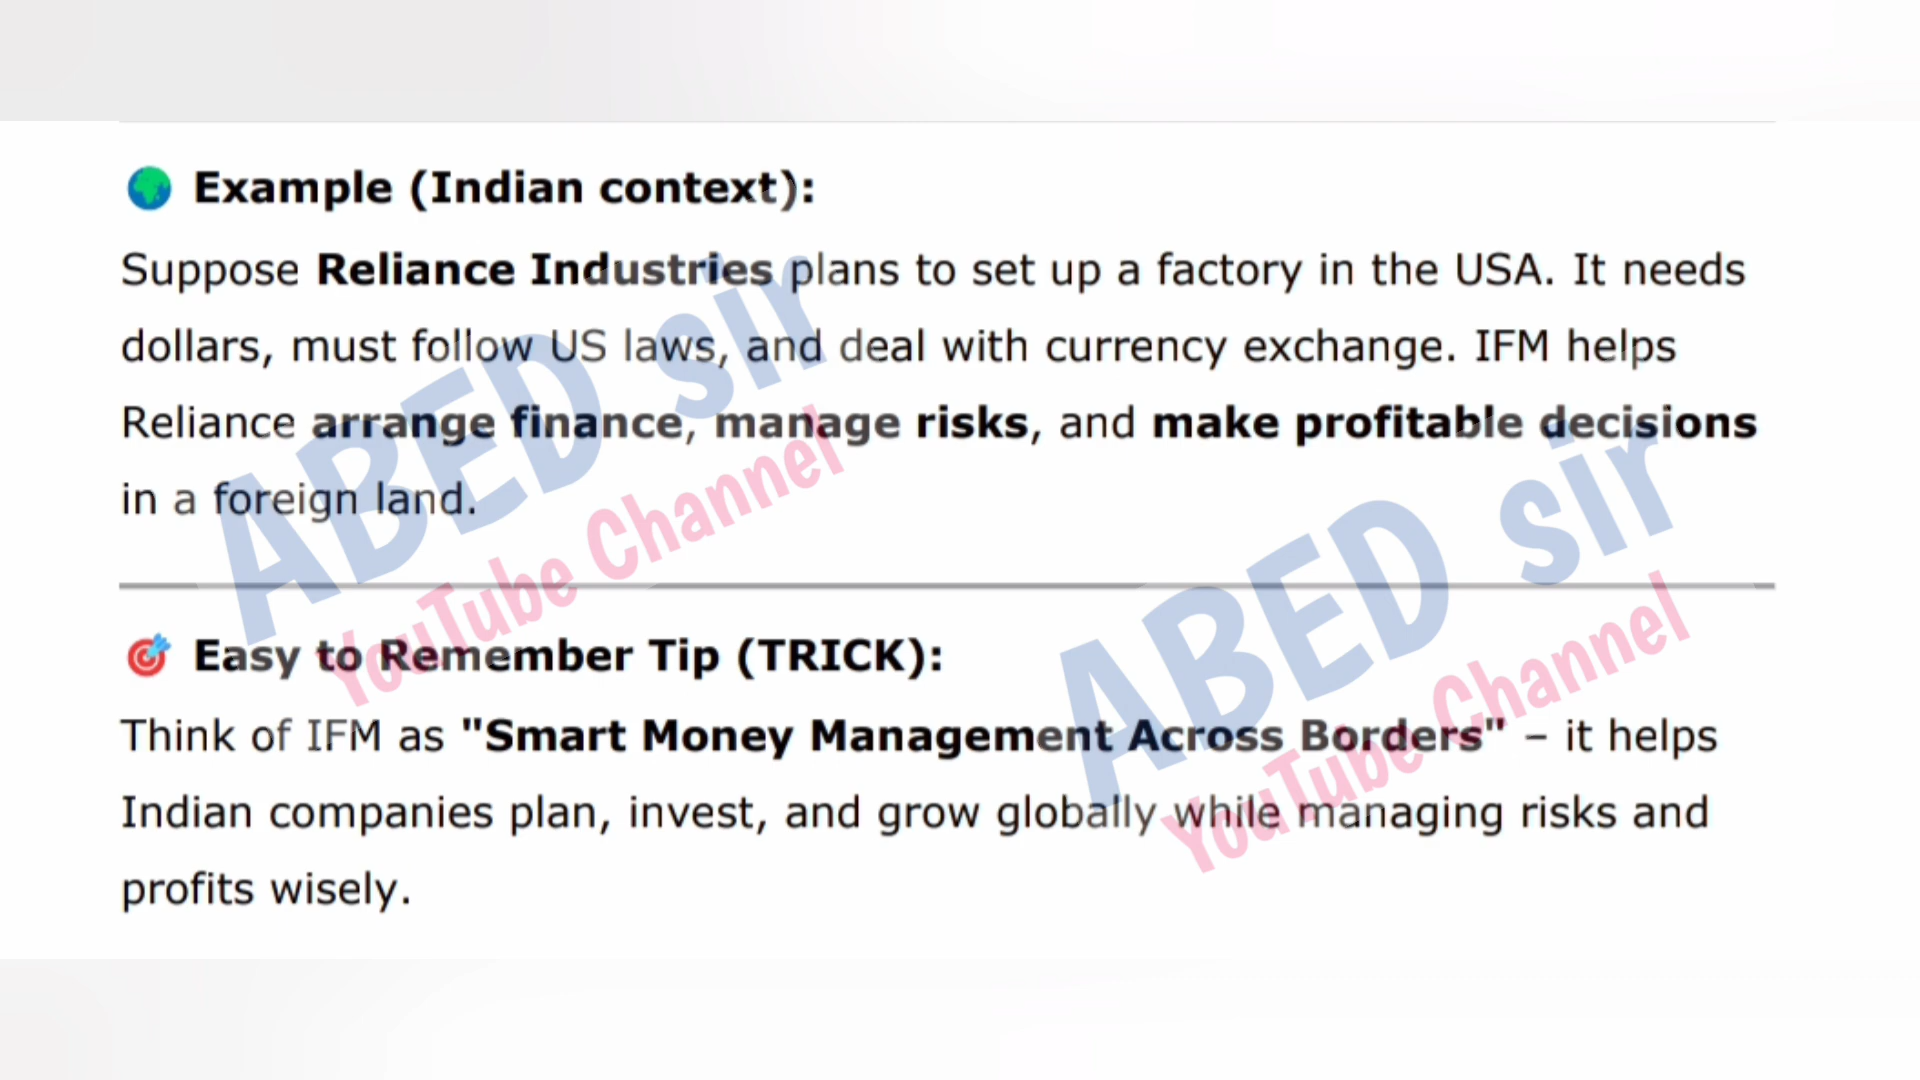 🌍 Example (Indian context):
Suppose Reliance Industries plans to set up a factory in the USA. It needs
dollars, must follow US laws, and deal with currency exchange. IFM helps
Reliance arrange finance, manage risks, and make profitable decisions
in a foreign land.
ABED sir
YouTube Channel
🎯 Easy to Remember Tip (TRICK):
Think of IFM as "Smart Money Management Across Borders" – it helps
Indian companies plan, invest, and grow globally while managing risks and
profits wisely.
ABED sir
YouTube Channel